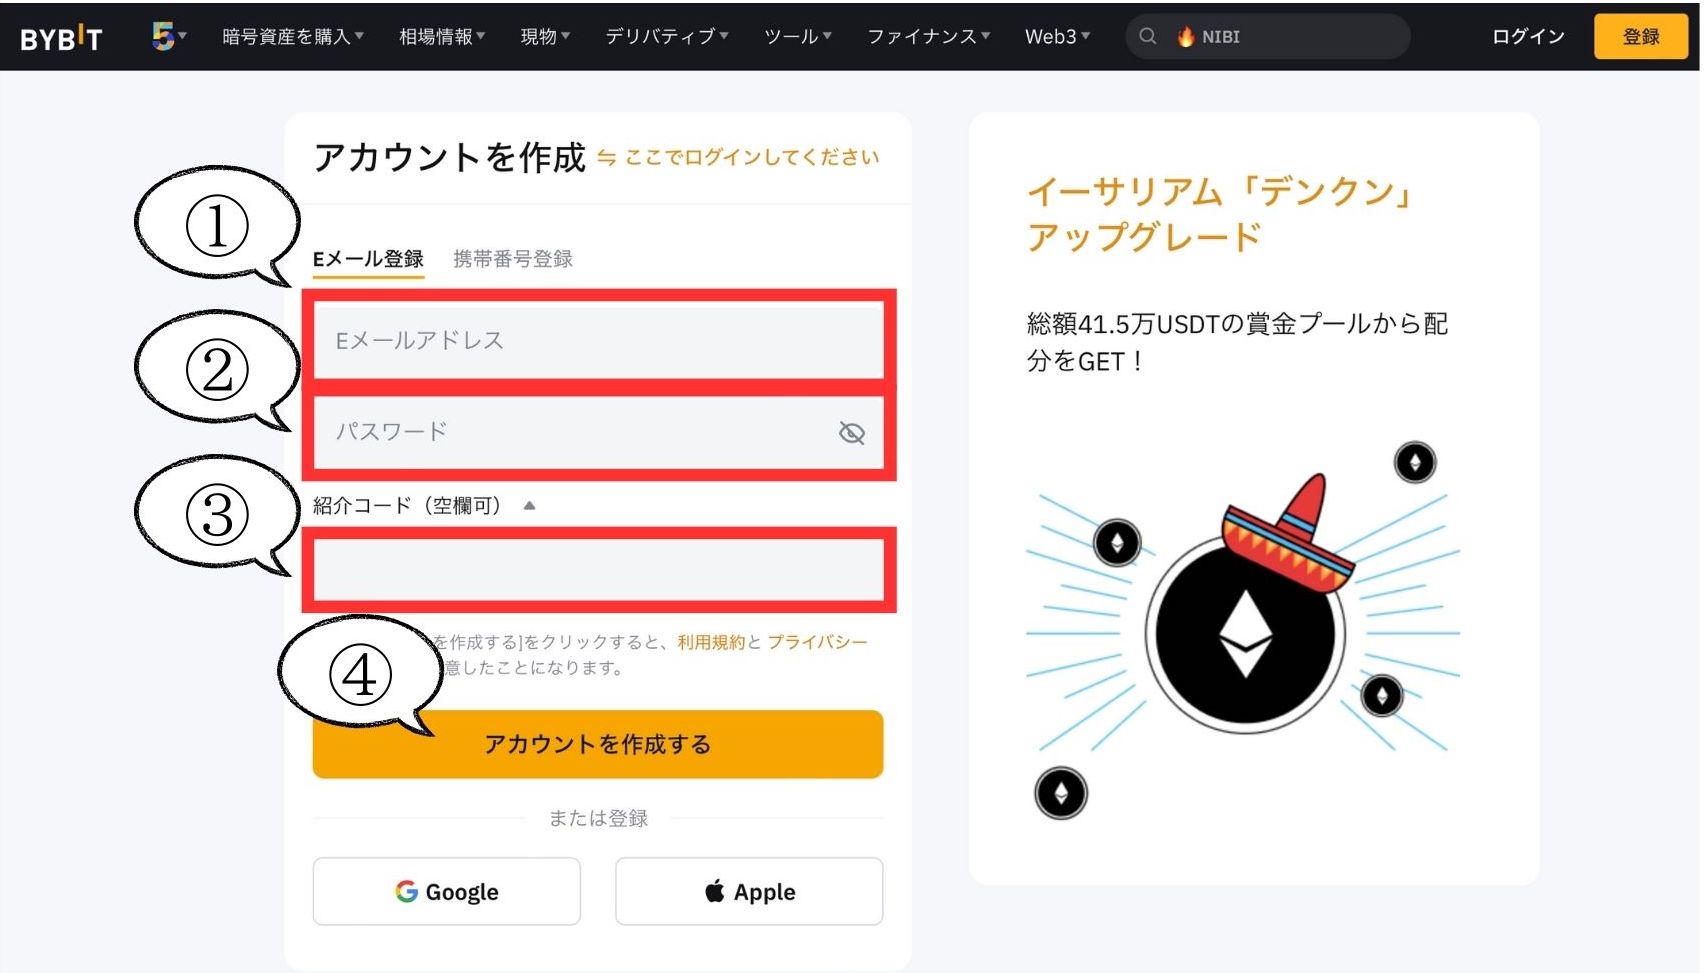 BYBIT 5 暗号資産を購入 相場情報 現物 デリバティブ ツール ファイナンス Web3 NIBI ログイン 登録
アカウントを作成 ⇋ ここでログインしてください
①
Eメール登録 携帯番号登録
Eメールアドレス
②
パスワード
③
紹介コード（空欄可）
④
を作成する]をクリックすると、利用規約と プライバシー
意したことになります。
アカウントを作成する
または登録
Google Apple
イーサリアム「デンクン」
アップグレード
総額41.5万USDTの賞金プールから配
分をGET！